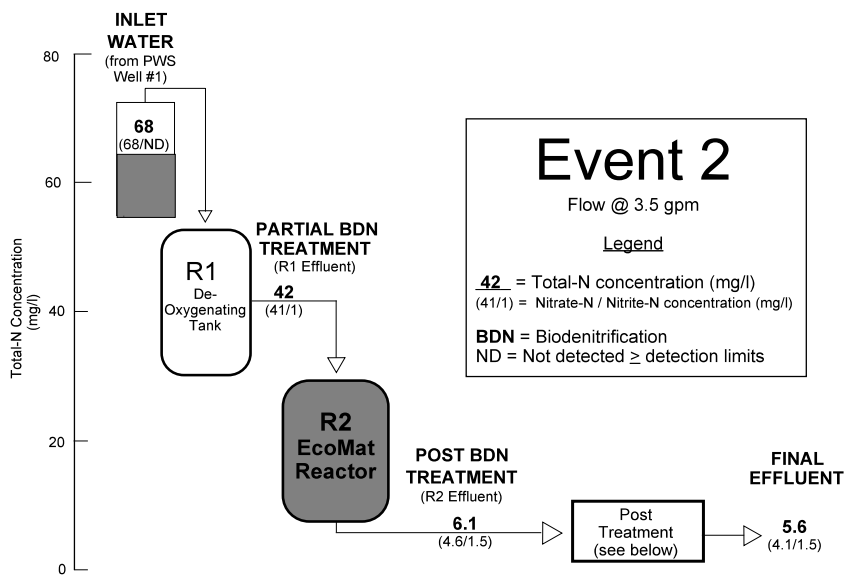 INLET
WATER
(from PWS
Well #1)
80
60
40
20
0
Total-N Concentration
(mg/l)
68
(68/ND)
R1
De-
Oxygenating
Tank
PARTIAL BDN
TREATMENT
(R1 Effluent)
42
(41/1)
R2
EcoMat
Reactor
POST BDN
TREATMENT
(R2 Effluent)
6.1
(4.6/1.5)
Post
Treatment
(see below)
FINAL
EFFLUENT
5.6
(4.1/1.5)
Event 2
Flow @ 3.5 gpm
Legend
42 = Total-N concentration (mg/l)
(41/1) = Nitrate-N / Nitrite-N concentration (mg/l)
BDN = Biodenitrification
ND = Not detected ≥ detection limits